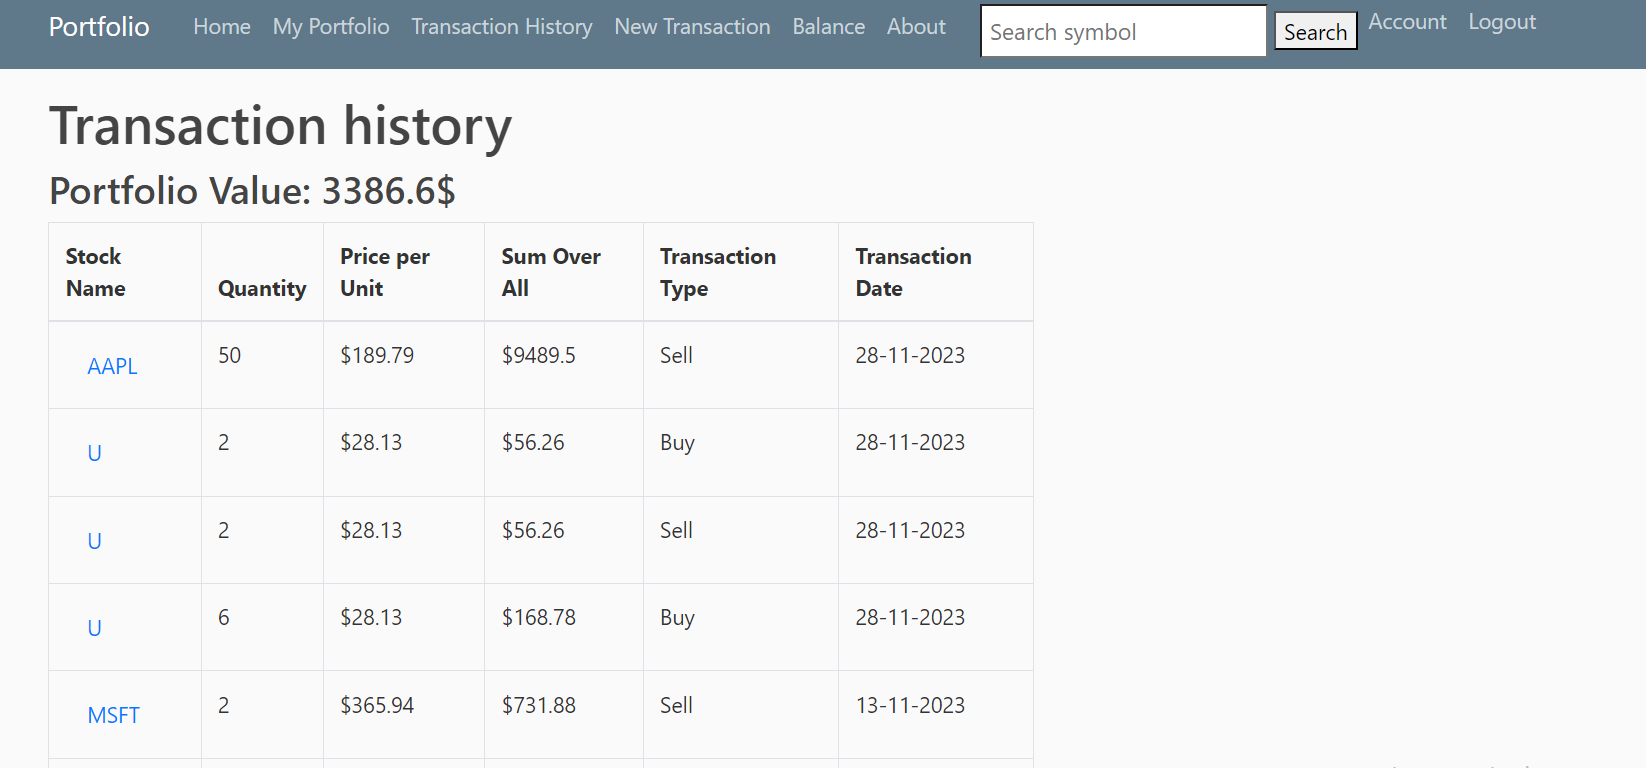 Portfolio Home My Portfolio Transaction History New Transaction Balance About Search symbol Search Account Logout
Transaction history
Portfolio Value: 3386.6$
Stock Name Quantity Price per Unit Sum Over All Transaction Type Transaction Date
AAPL 50 $189.79 $9489.5 Sell 28-11-2023
U 2 $28.13 $56.26 Buy 28-11-2023
U 2 $28.13 $56.26 Sell 28-11-2023
U 6 $28.13 $168.78 Buy 28-11-2023
MSFT 2 $365.94 $731.88 Sell 13-11-2023